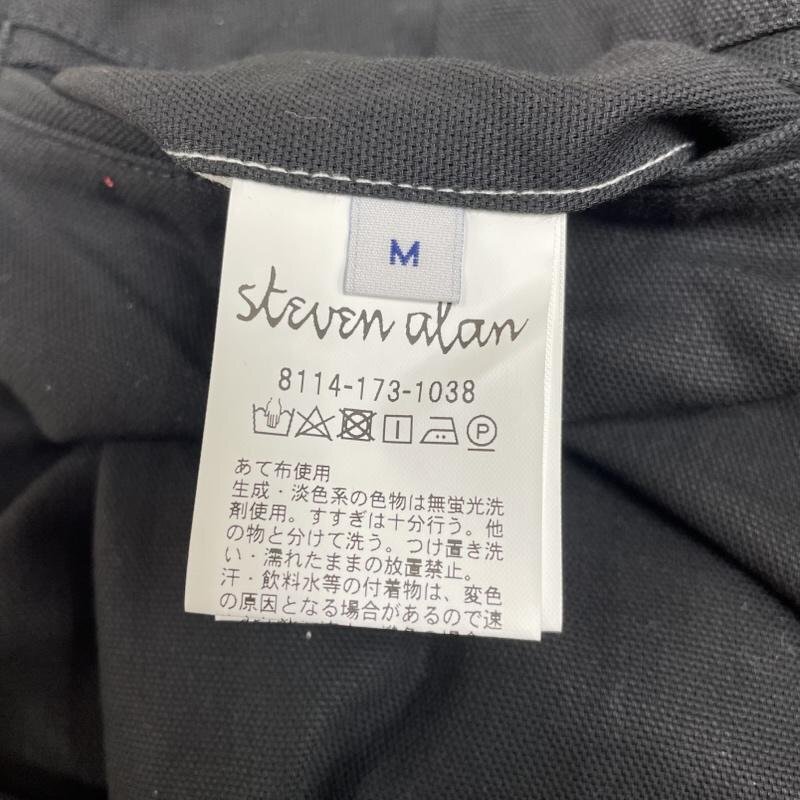 M
steven alan
8114-173-1038
P
あて布使用
生成・淡色系の色物は無蛍光洗
剤使用。すすぎは十分行う。他
の物と分けて洗う。つけ置き洗
い・濡れたままの放置禁止。
汗・飲料水等の付着物は、変色
の原因となる場合があるので速